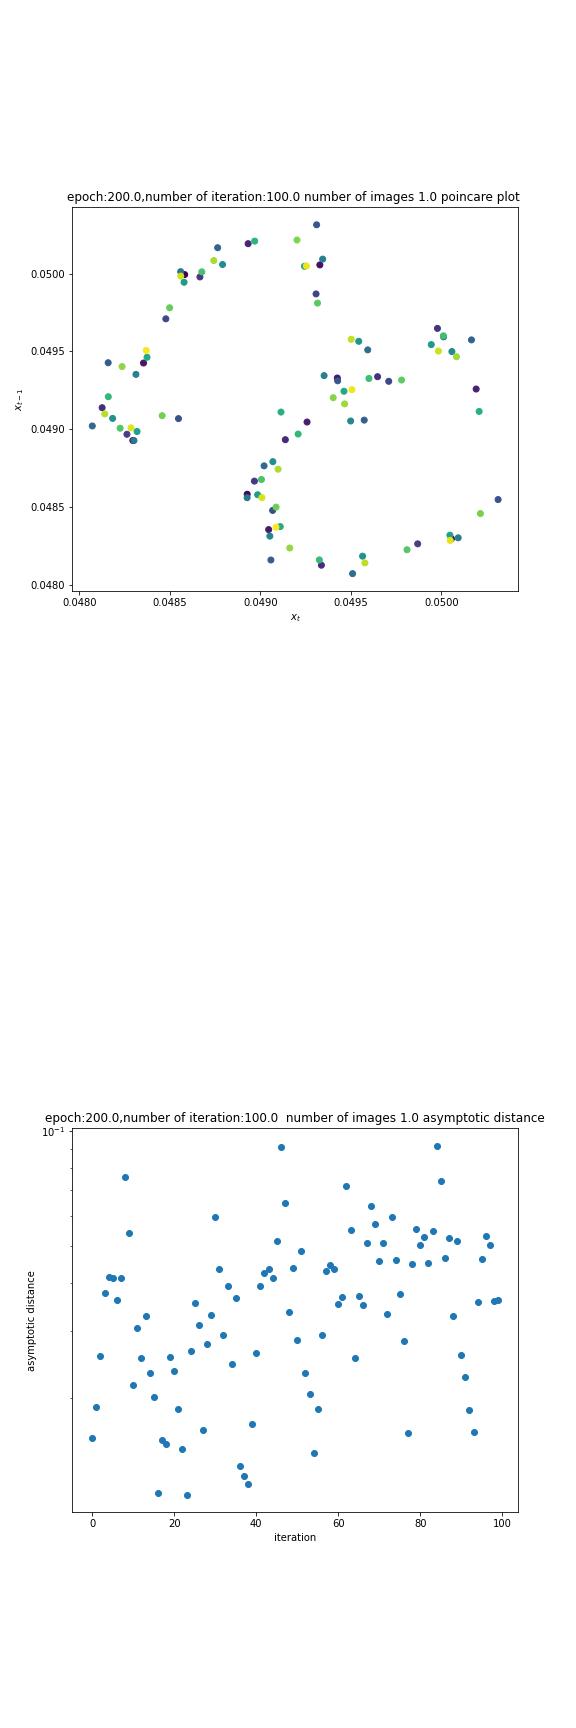 epoch:200.0,number of iteration:100.0 number of images 1.0 poincare plot
0.0500
0.0495
0.0490
0.0485
0.0480
x_{t-1}
0.0480 0.0485 0.0490 0.0495 0.0500
x_t
epoch:200.0,number of iteration:100.0  number of images 1.0 asymptotic distance
10^{-1}
asymptotic distance
0 20 40 60 80 100
iteration